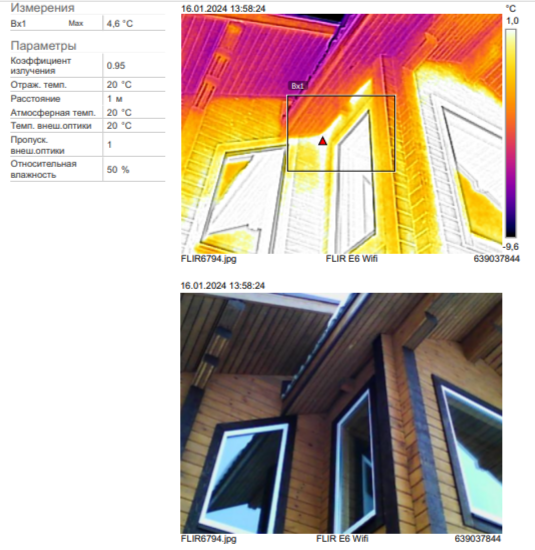 Измерения
Bx1 Max 4,6 °C
Параметры
Коэффициент
излучения 0.95
Отраж. темп. 20 °C
Расстояние 1 м
Атмосферная темп. 20 °C
Темп. внеш.оптики 20 °C
Пропуск.
внеш.оптики 1
Относительная
влажность 50 %
16.01.2024 13:58:24
°C
1,0
Bx1
-9,6
FLIR6794.jpg FLIR E6 Wifi 639037844
16.01.2024 13:58:24
FLIR6794.jpg FLIR E6 Wifi 639037844